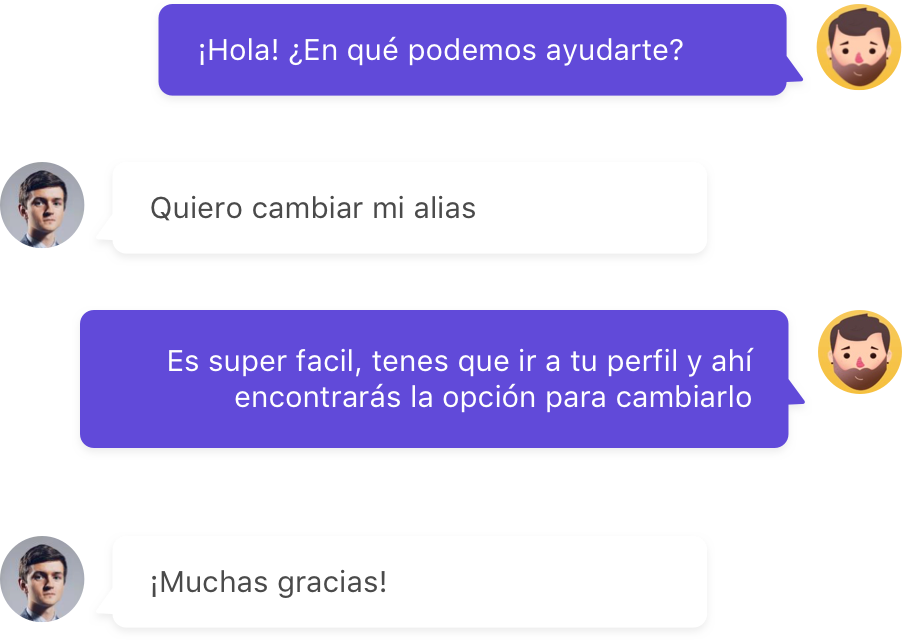 ¡Hola! ¿En qué podemos ayudarte?
Quiero cambiar mi alias
Es super facil, tenes que ir a tu perfil y ahí
encontrarás la opción para cambiarlo
¡Muchas gracias!